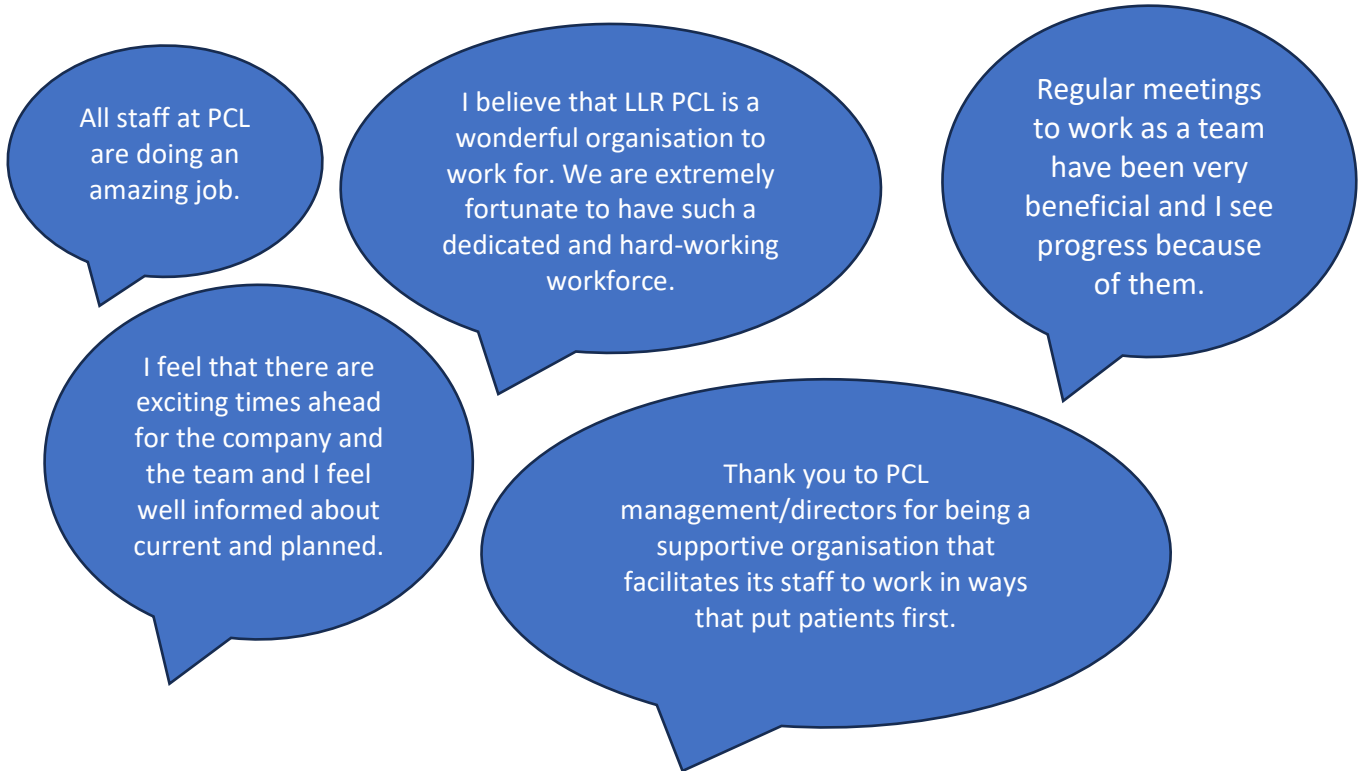 All staff at PCL
are doing an
amazing job.
I believe that LLR PCL is a
wonderful organisation to
work for. We are extremely
fortunate to have such a
dedicated and hard-working
workforce.
Regular meetings
to work as a team
have been very
beneficial and I see
progress because
of them.
I feel that there are
exciting times ahead
for the company and
the team and I feel
well informed about
current and planned.
Thank you to PCL
management/directors for being a
supportive organisation that
facilitates its staff to work in ways
that put patients first.